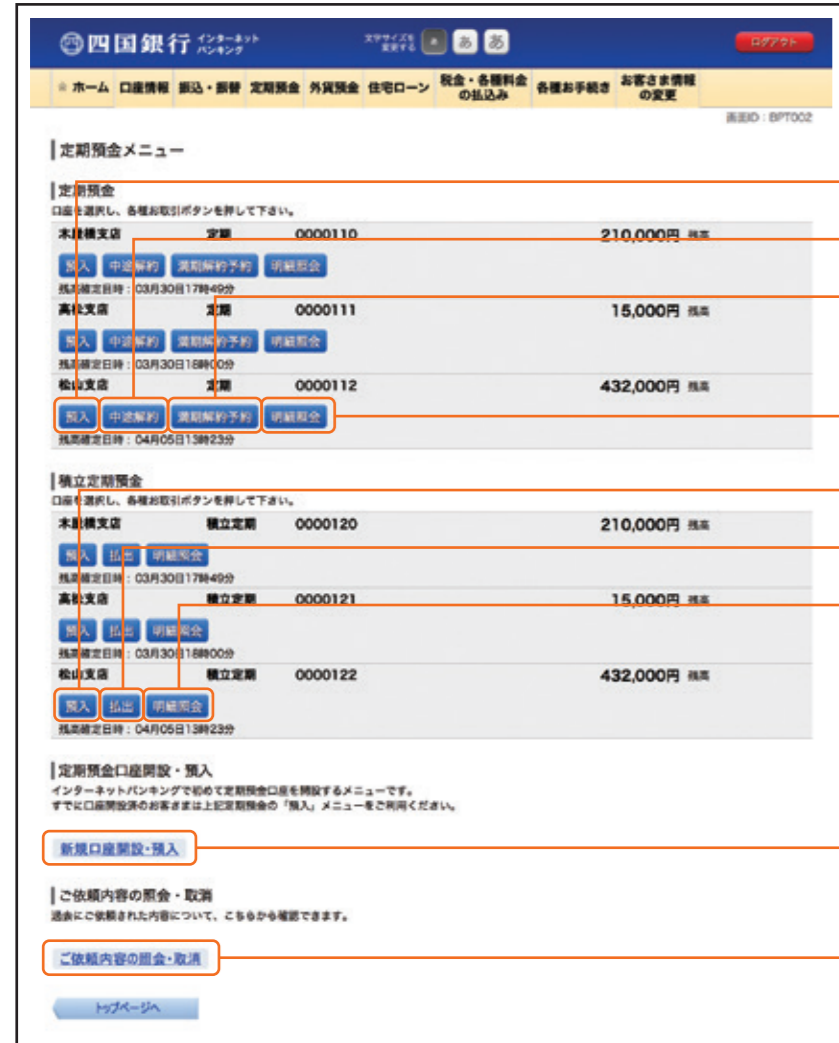 四国銀行 インターネットバンキング 文字サイズを変更する あ あ ログアウト
ホーム 口座情報 振込・振替 定期預金 外貨預金 住宅ローン 税金・各種料金の払込み 各種お手続き お客さま情報の変更
画面ID：BPT002
定期預金メニュー
定期預金
口座を選択し、各種お取引ボタンを押して下さい。
木屋橋支店 定期 0000110 210,000円 残高
預入 中途解約 満期解約予約 明細照会
残高確定日時：03月30日17時49分
高松支店 定期 0000111 15,000円 残高
預入 中途解約 満期解約予約 明細照会
残高確定日時：03月30日18時00分
松山支店 定期 0000112 432,000円 残高
預入 中途解約 満期解約予約 明細照会
残高確定日時：04月05日13時23分
積立定期預金
口座を選択し、各種お取引ボタンを押して下さい。
木屋橋支店 積立定期 0000120 210,000円 残高
預入 払出 明細照会
残高確定日時：03月30日17時49分
高松支店 積立定期 0000121 15,000円 残高
預入 払出 明細照会
残高確定日時：03月30日18時00分
松山支店 積立定期 0000122 432,000円 残高
預入 払出 明細照会
残高確定日時：04月05日13時23分
定期預金口座開設・預入
インターネットバンキングで初めて定期預金口座を開設するメニューです。
すでに口座開設済のお客さまは上記定期預金の「預入」メニューをご利用ください。
新規口座開設・預入
ご依頼内容の照会・取消
過去にご依頼された内容について、こちらから確認できます。
ご依頼内容の照会・取消
トップページへ